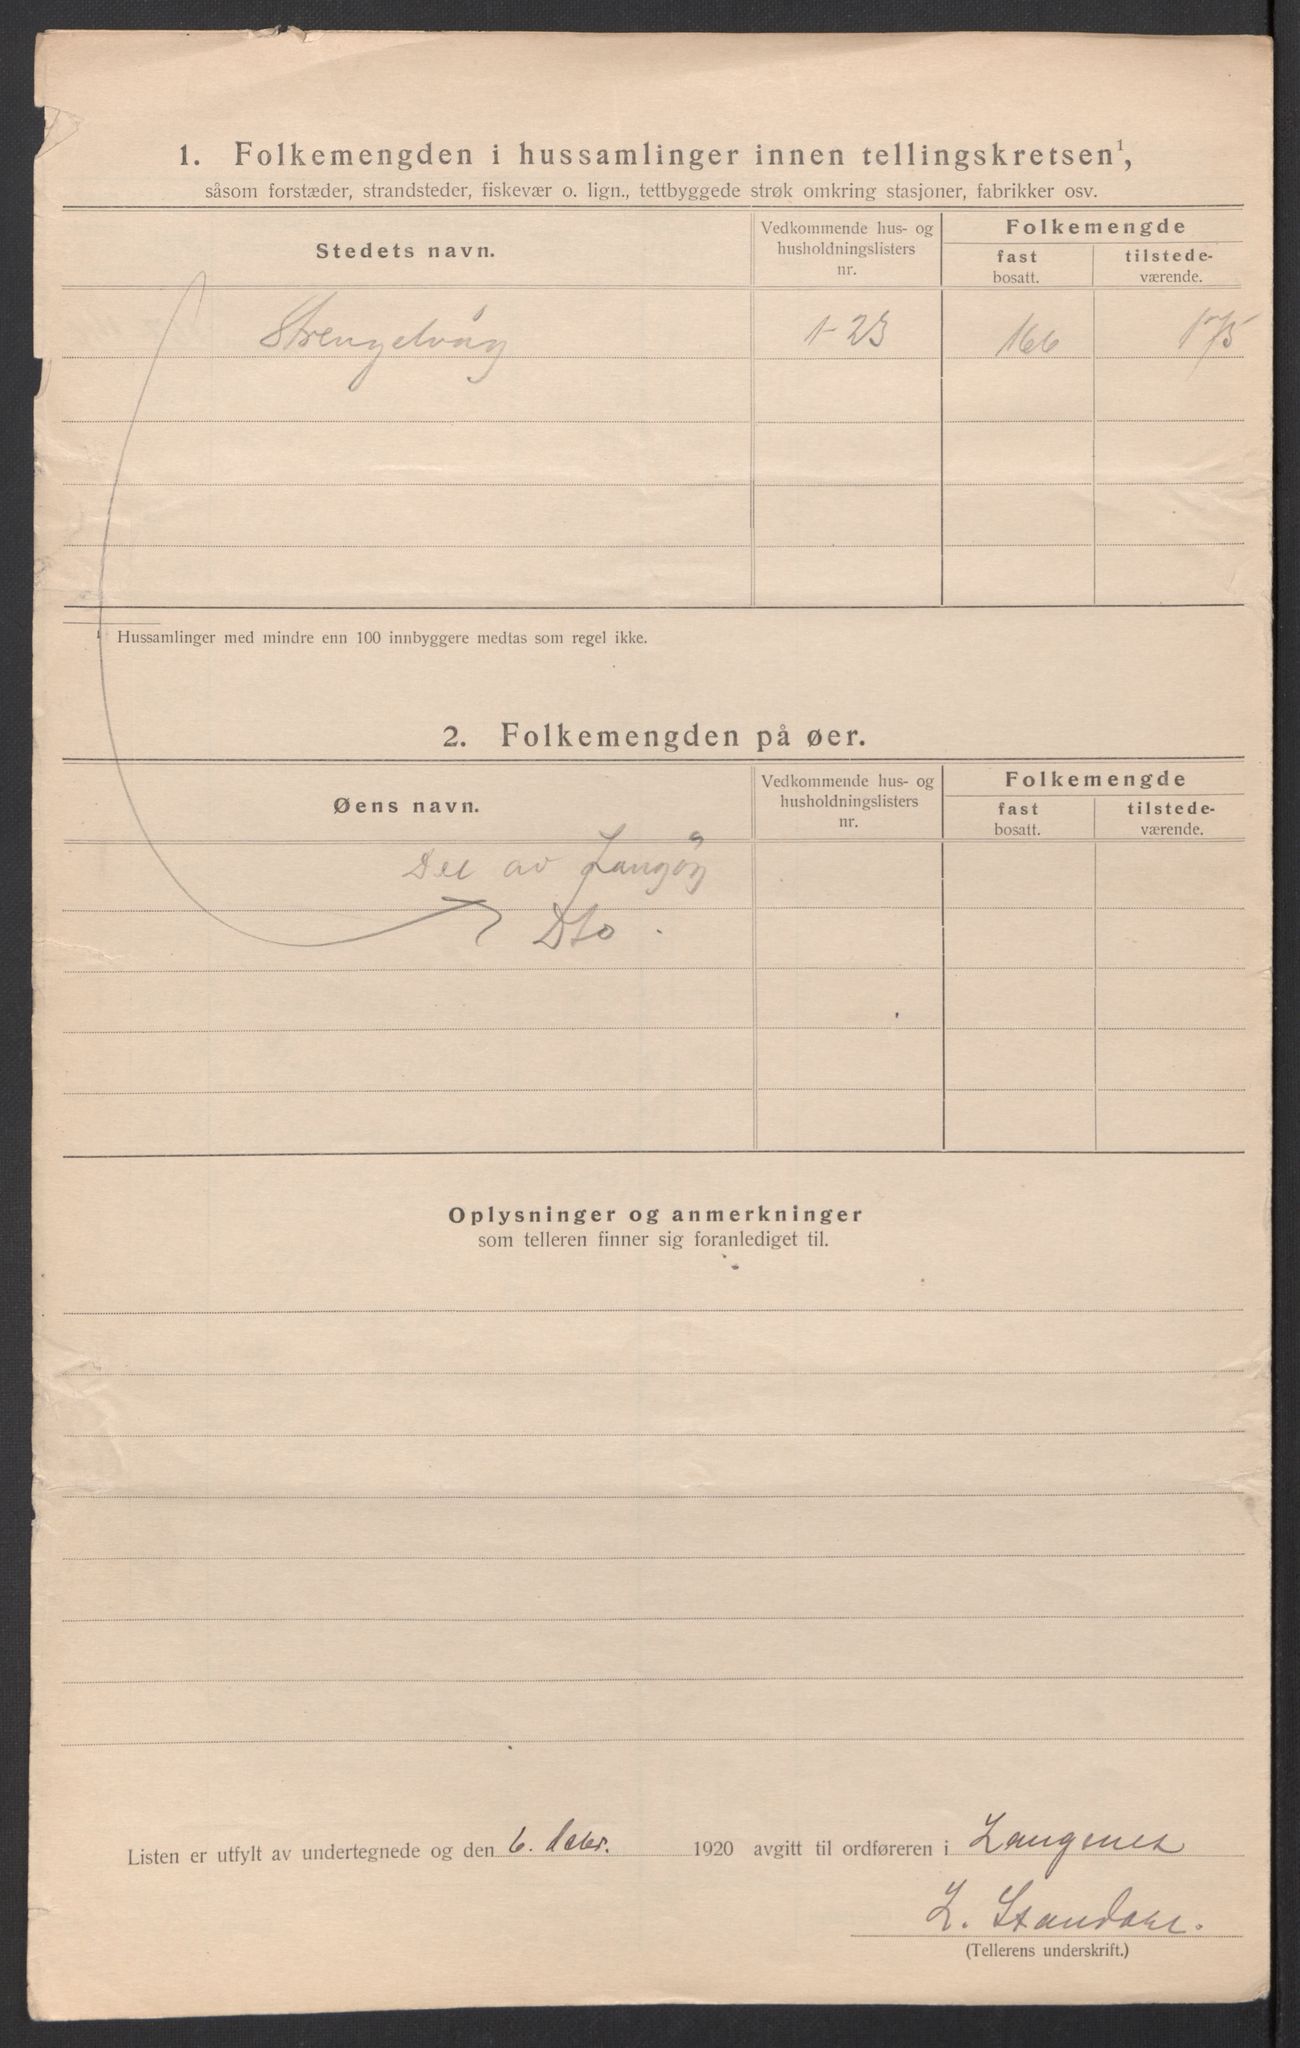 1. Folkemengden i hussamlinger innen tellingskretsen¹,
såsom forstæder, strandsteder, fiskevær o. lign., tettbyggede strøk omkring stasjoner, fabrikker osv.
Stedets navn.
Vedkommende hus- og
husholdningslisters
nr.
Folkemengde
fast
bosatt.
tilstede-
værende.
Strengelvåg 1-23 166 175
¹ Hussamlinger med mindre enn 100 innbyggere medtas som regel ikke.
2. Folkemengden på øer.
Øens navn.
Vedkommende hus- og
husholdningslisters
nr.
Folkemengde
fast
bosatt.
tilstede-
værende.
Del av Langöy
Dto.
Oplysninger og anmerkninger
som telleren finner sig foranlediget til.
Listen er utfylt av undertegnede og den 6. Debr. 1920 avgitt til ordføreren i Langenes
L. Standahl.
(Tellerens underskrift.)